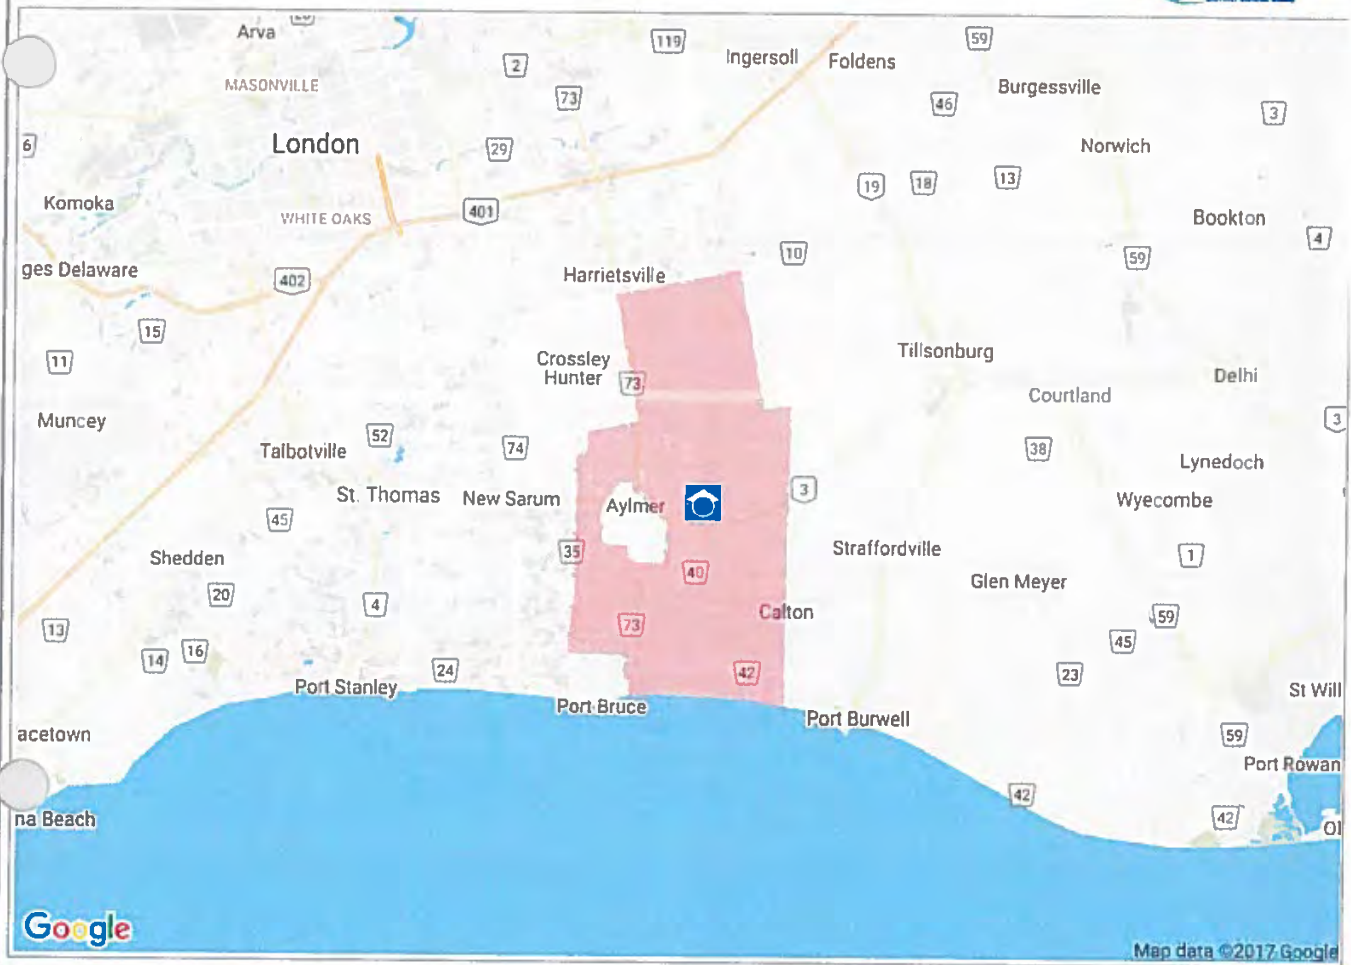 Arva
119
Ingersoll
Foldens
59
2
MASONVILLE
73
46
Burgessville
3
London
6
29
Norwich
19
18
13
Komoka
WHITE OAKS
401
Bookton
4
ges Delaware
402
Harrietsville
10
59
15
11
Crossley
Hunter
73
Tillsonburg
Delhi
Courtland
Muncey
3
52
Talbotville
74
38
Lynedoch
St. Thomas
New Sarum
Aylmer
3
Wyecombe
45
Shedden
35
Straffordville
1
40
Glen Meyer
20
4
Calton
59
13
73
45
14
16
24
42
23
Port Stanley
Port Bruce
Port Burwell
St Will
acetown
59
Port Rowan
42
na Beach
42
Ol
Google
Map data ©2017 Google